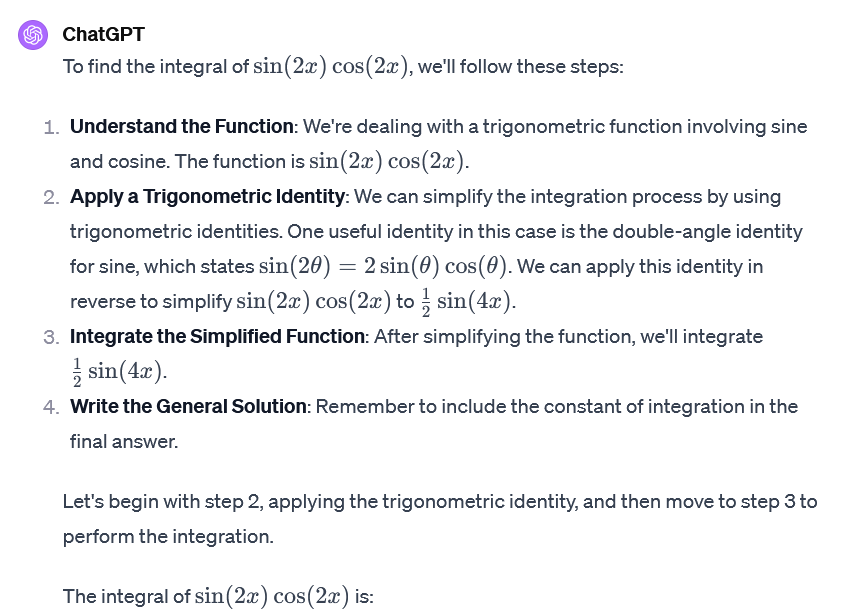 ChatGPT
To find the integral of sin(2x) cos(2x), we'll follow these steps:
1. Understand the Function: We're dealing with a trigonometric function involving sine
and cosine. The function is sin(2x) cos(2x).
2. Apply a Trigonometric Identity: We can simplify the integration process by using
trigonometric identities. One useful identity in this case is the double-angle identity
for sine, which states sin(2θ) = 2 sin(θ) cos(θ). We can apply this identity in
reverse to simplify sin(2x) cos(2x) to 1/2 sin(4x).
3. Integrate the Simplified Function: After simplifying the function, we'll integrate
1/2 sin(4x).
4. Write the General Solution: Remember to include the constant of integration in the
final answer.
Let's begin with step 2, applying the trigonometric identity, and then move to step 3 to
perform the integration.
The integral of sin(2x) cos(2x) is: